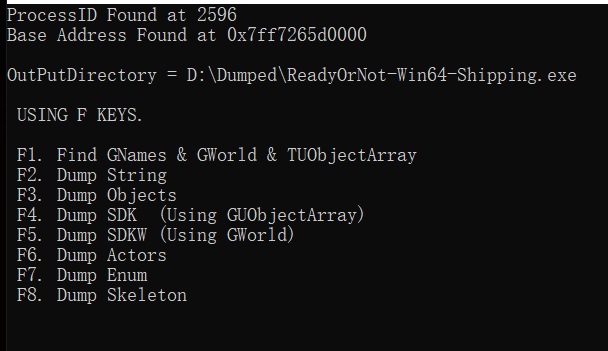 ProcessID Found at 2596
Base Address Found at 0x7ff7265d0000
OutPutDirectory = D:\Dumped\ReadyOrNot-Win64-Shipping.exe
USING F KEYS.
F1. Find GNames & GWorld & TUObjectArray
F2. Dump String
F3. Dump Objects
F4. Dump SDK  (Using GUObjectArray)
F5. Dump SDKW (Using GWorld)
F6. Dump Actors
F7. Dump Enum
F8. Dump Skeleton